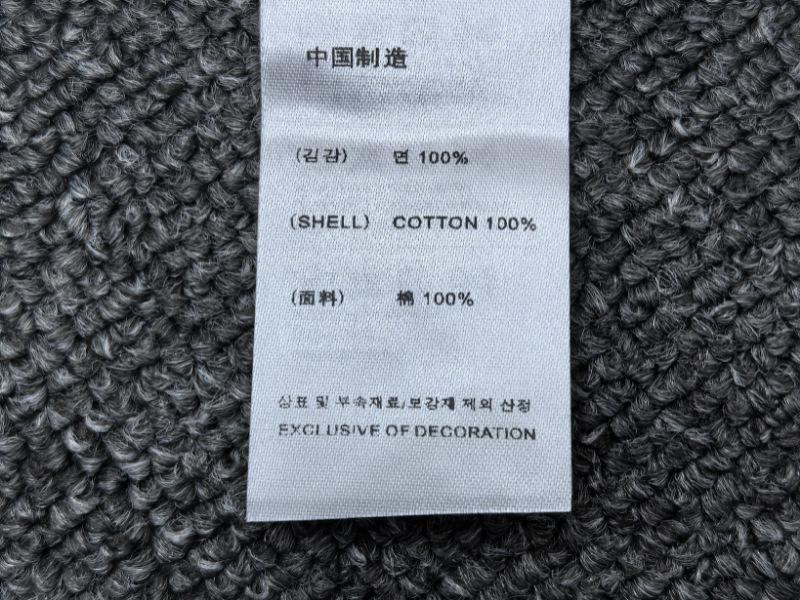 中国制造
(김감) 면 100%
(SHELL) COTTON 100%
(面料) 棉 100%
상표 및 부속재료/보강재 제외 산정
EXCLUSIVE OF DECORATION